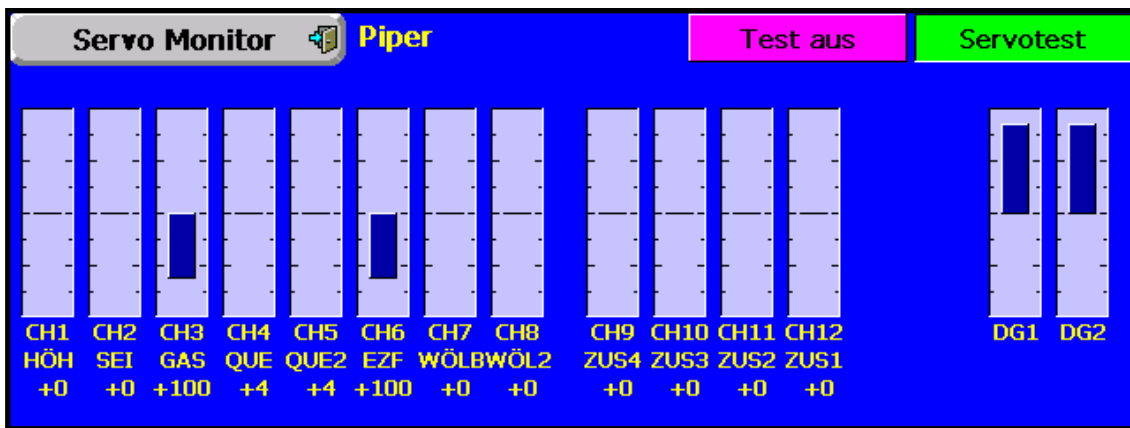 Servo Monitor Piper Test aus Servotest
CH1 CH2 CH3 CH4 CH5 CH6 CH7 CH8 CH9 CH10 CH11 CH12 DG1 DG2
HÖH SEI GAS QUE QUE2 EZF WÖLB WÖL2 ZUS4 ZUS3 ZUS2 ZUS1
+0 +0 +100 +4 +4 +100 +0 +0 +0 +0 +0 +0